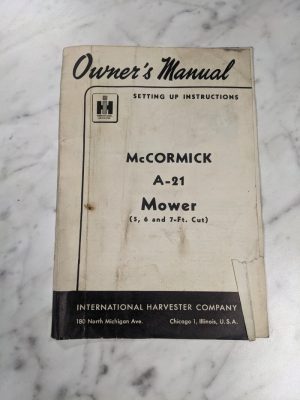 Owner's Manual
SETTING UP INSTRUCTIONS
IH
McCORMICK
A-21
Mower
(5, 6 and 7-Ft. Cut)
INTERNATIONAL HARVESTER COMPANY
180 North Michigan Ave. Chicago 1, Illinois, U.S.A.